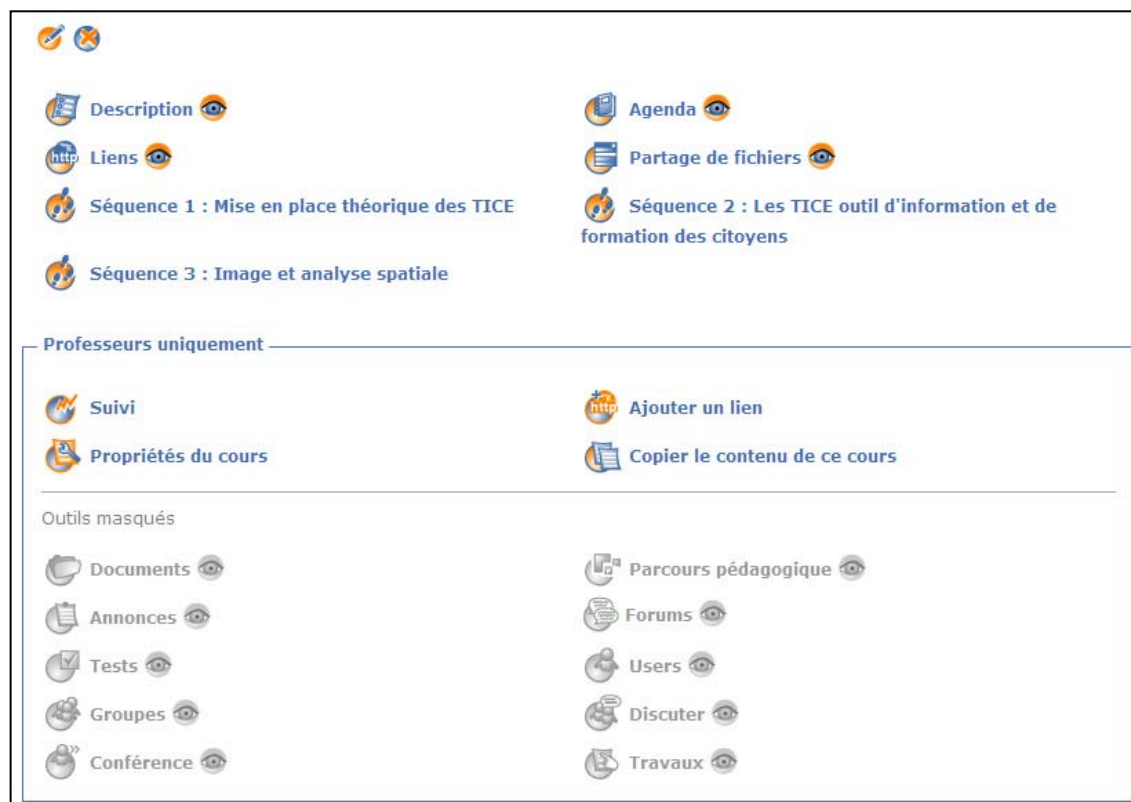 Description
Agenda
http Liens
Partage de fichiers
Séquence 1 : Mise en place théorique des TICE
Séquence 2 : Les TICE outil d'information et de
formation des citoyens
Séquence 3 : Image et analyse spatiale
Professeurs uniquement
Suivi
http Ajouter un lien
Propriétés du cours
Copier le contenu de ce cours
Outils masqués
Documents
Parcours pédagogique
Annonces
Forums
Tests
Users
Groupes
Discuter
Conférence
Travaux